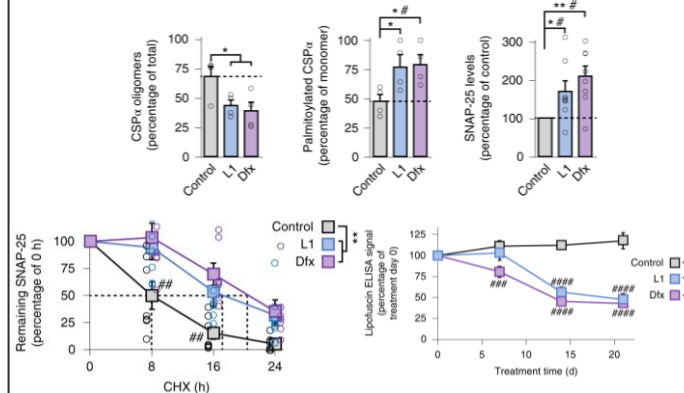 CSPα oligomers
(percentage of total)
100
75
50
25
0
*
Control
L1
Dfx
Palmitoylated CSPα
(percentage of monomer)
100
75
50
25
0
* #
*
Control
L1
Dfx
SNAP-25 levels
(percentage of control)
300
200
100
0
** #
* #
Control
L1
Dfx
Remaining SNAP-25
(percentage of 0 h)
100
75
50
25
0
##
##
0
8
16
24
CHX (h)
Control
L1
Dfx
**
Lipofuscin ELISA signal
(percentage of
treatment day 0)
125
100
75
50
25
0
###
####
####
####
####
0
5
10
15
20
Treatment time (d)
Control
L1
Dfx